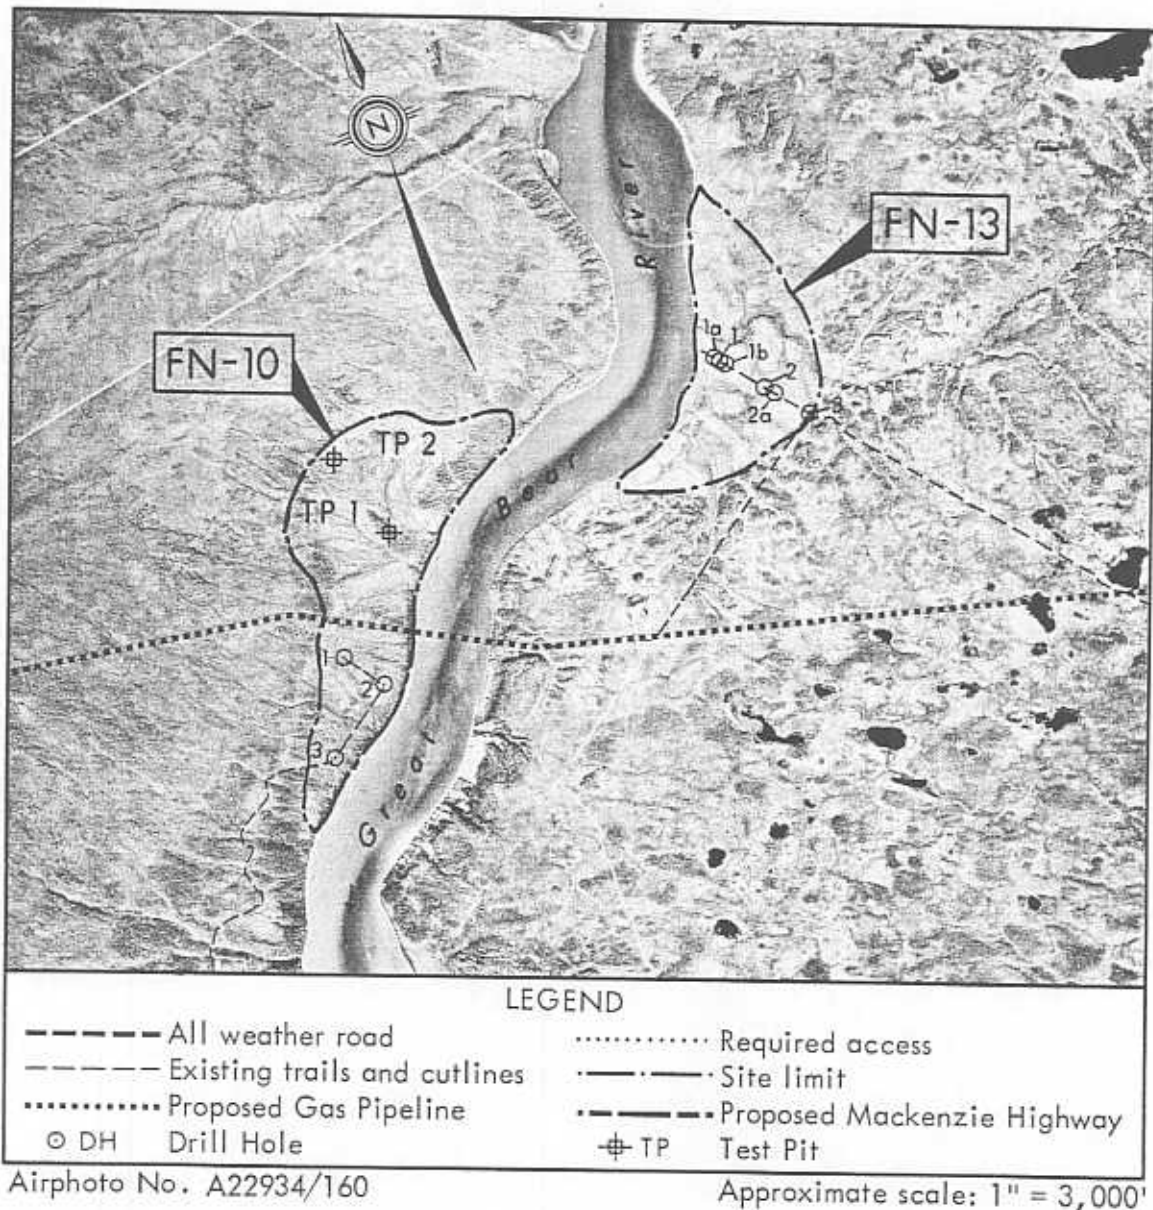 N
River
FN-13
1a 1
1b
2
2a
3
FN-10
TP 2
TP 1
Bear
1
2
3
Great
LEGEND
All weather road
Existing trails and cutlines
Proposed Gas Pipeline
DH Drill Hole
Required access
Site limit
Proposed Mackenzie Highway
TP Test Pit
Airphoto No. A22934/160
Approximate scale: 1" = 3,000'